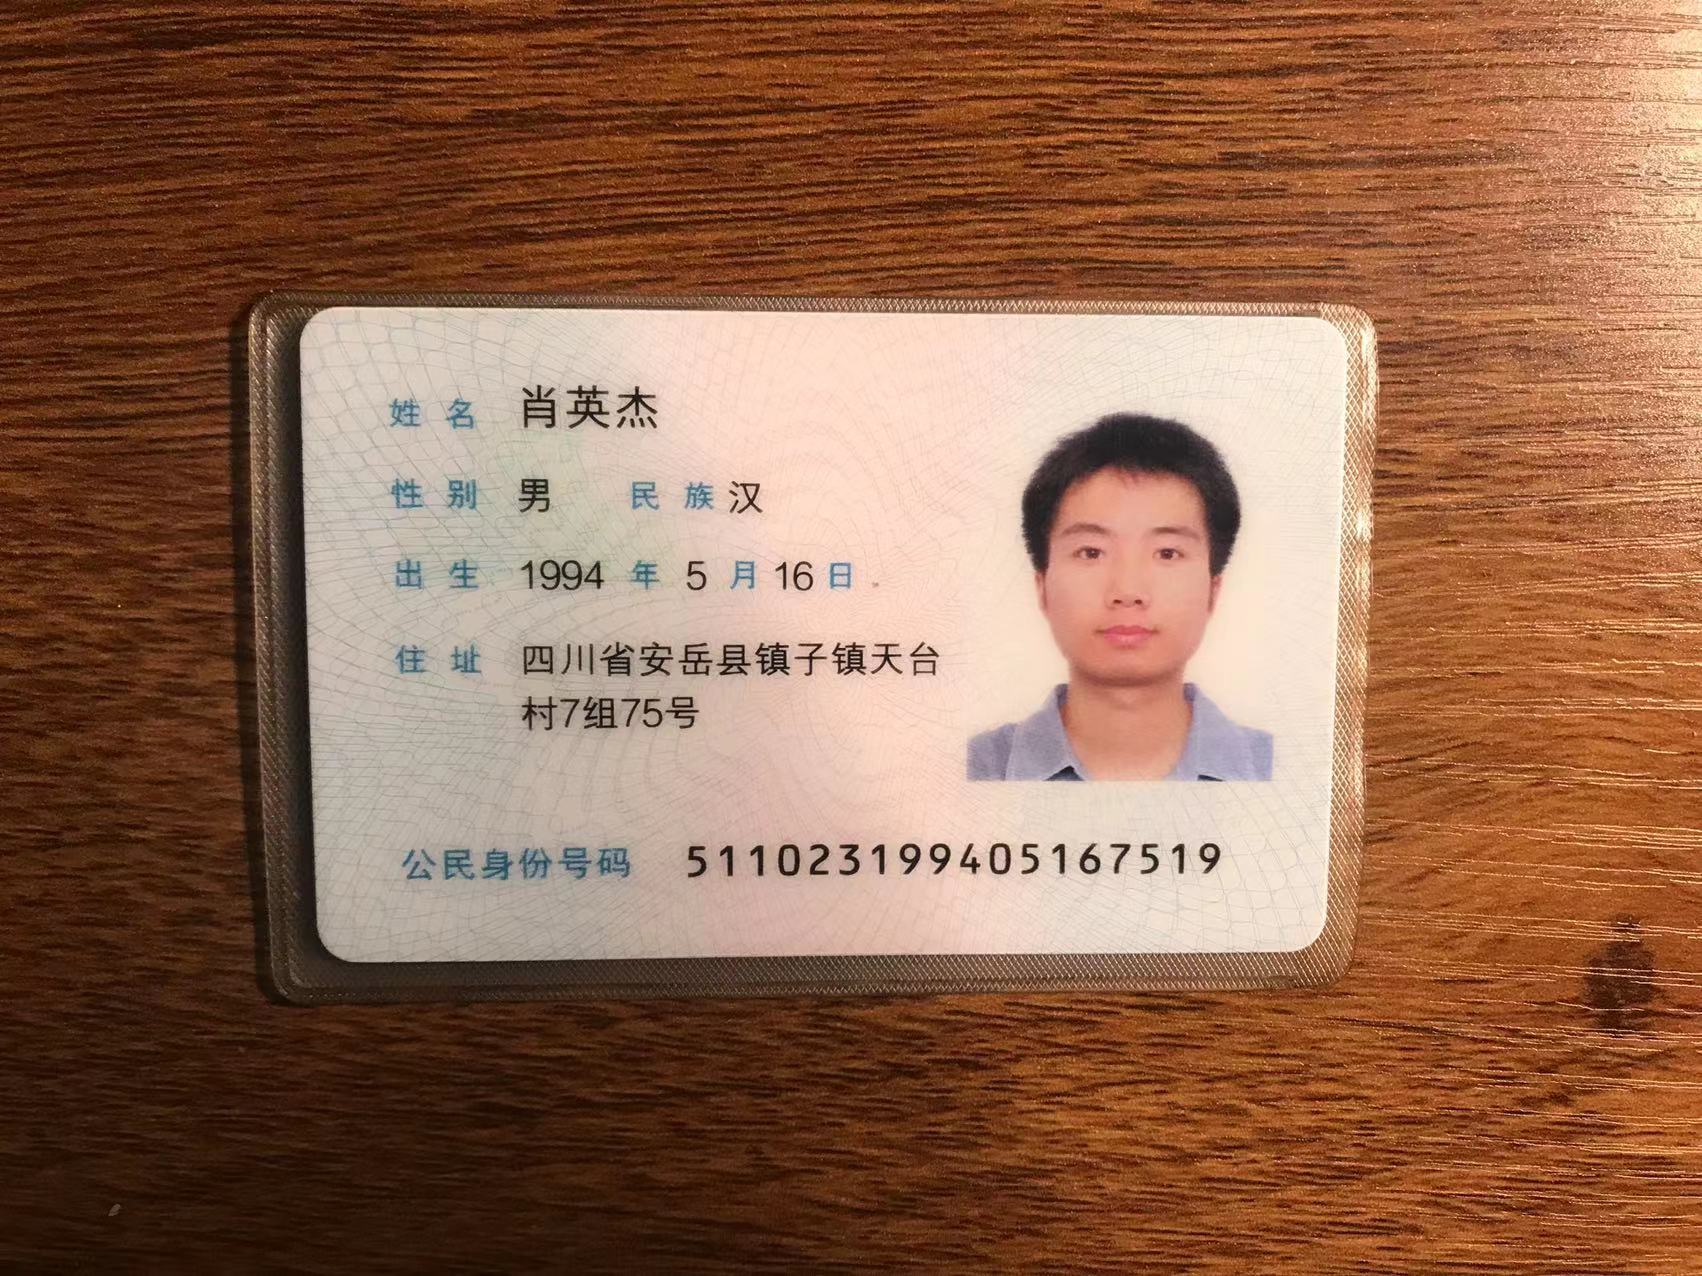 姓名 肖英杰
性别 男 民族 汉
出生 1994 年 5 月 16 日
住址 四川省安岳县镇子镇天台
村7组75号
公民身份号码 511023199405167519